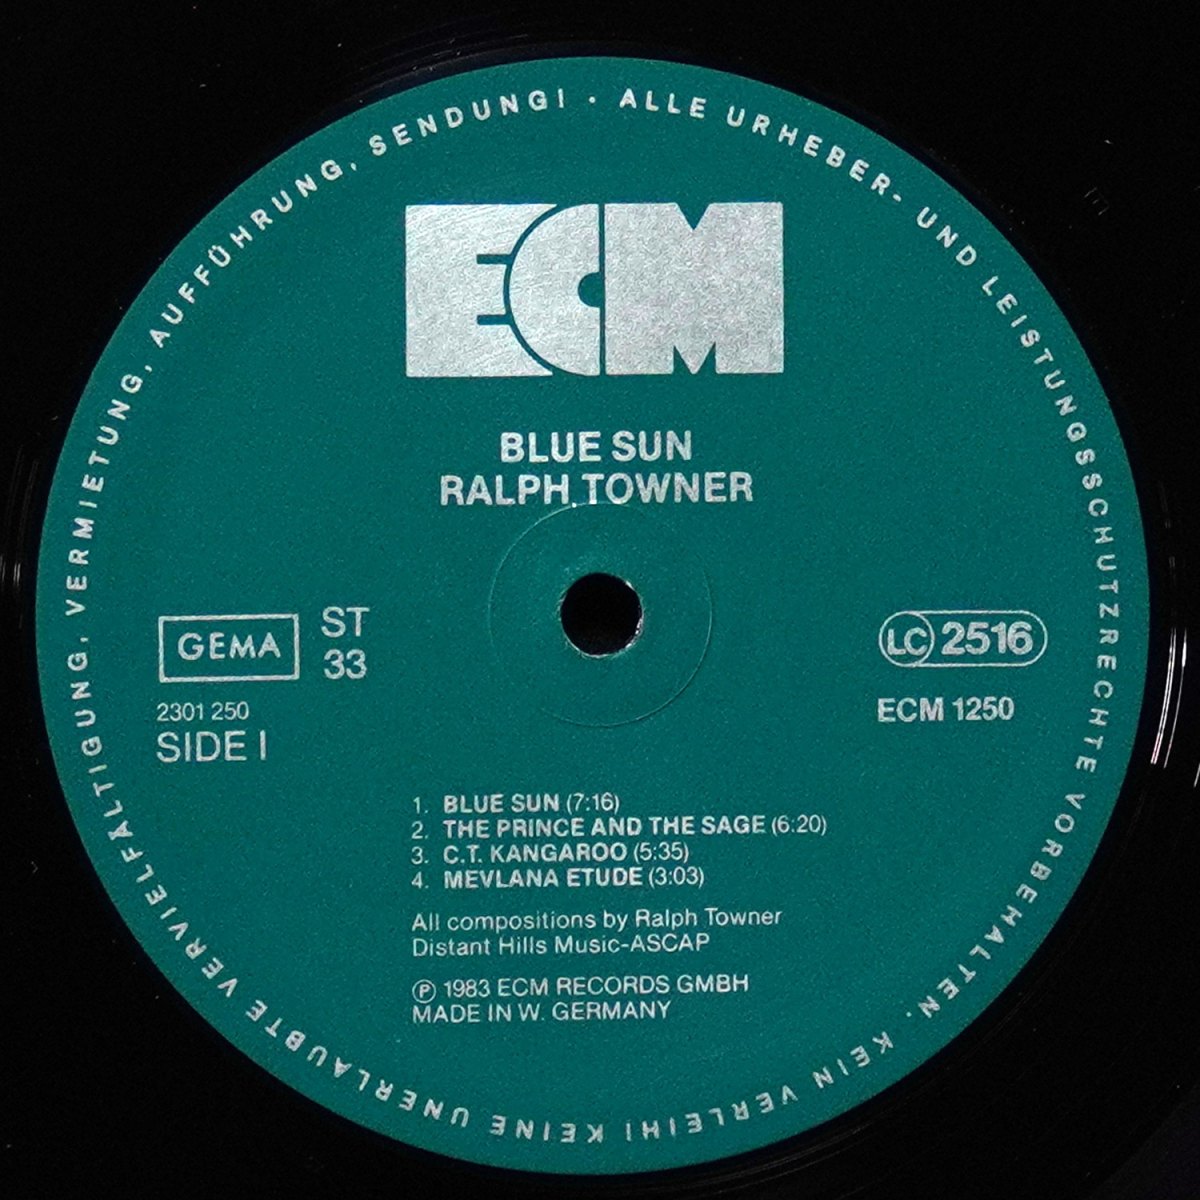 ALLE URHEBER- UND LEISTUNGSSCHUTZRECHTE VORBEHALTEN. KEIN VERLEIH! KEINE UNERLAUBTE VERVIELFÄLTIGUNG, VERMIETUNG, AUFFÜHRUNG, SENDUNG! ·
ECM
BLUE SUN
RALPH TOWNER
GEMA
ST
33
LC 2516
2301 250
SIDE I
ECM 1250
1. BLUE SUN (7:16)
2. THE PRINCE AND THE SAGE (6:20)
3. C.T. KANGAROO (5:35)
4. MEVLANA ETUDE (3:03)
All compositions by Ralph Towner
Distant Hills Music-ASCAP
℗ 1983 ECM RECORDS GMBH
MADE IN W. GERMANY